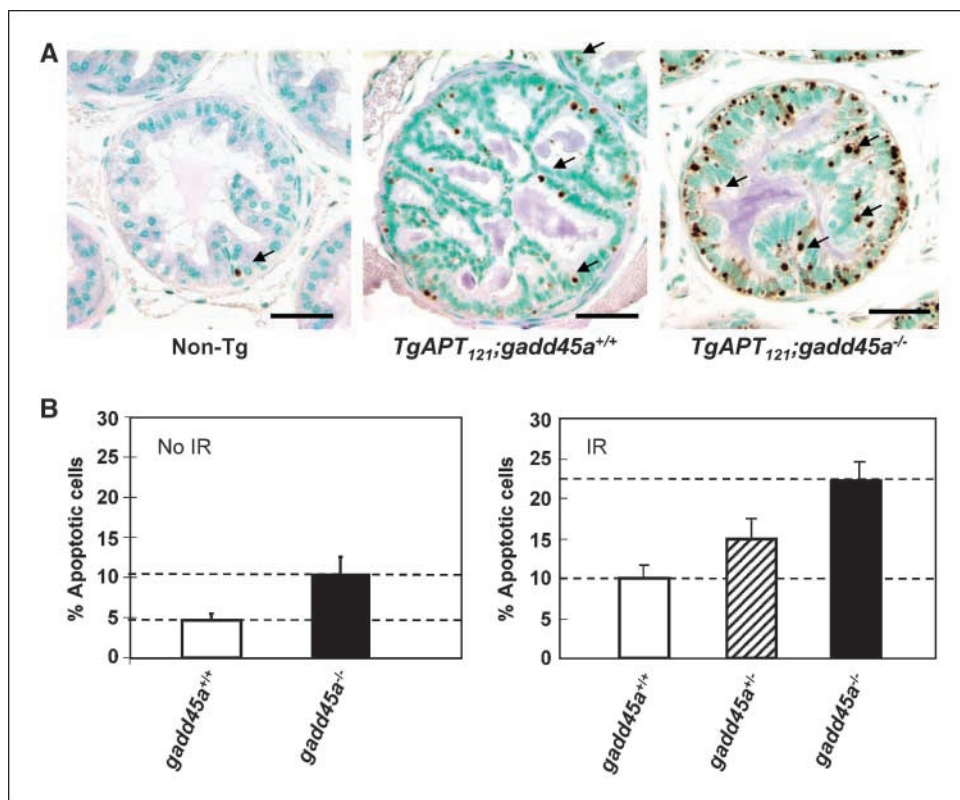 A
Non-Tg
TgAPT₁₂₁;gadd45a⁺/⁺
TgAPT₁₂₁;gadd45a⁻/⁻
B
% Apoptotic cells
30
25
20
15
10
5
0
No IR
gadd45a⁺/⁺
gadd45a⁻/⁻
% Apoptotic cells
30
25
20
15
10
5
0
IR
gadd45a⁺/⁺
gadd45a⁺/⁻
gadd45a⁻/⁻